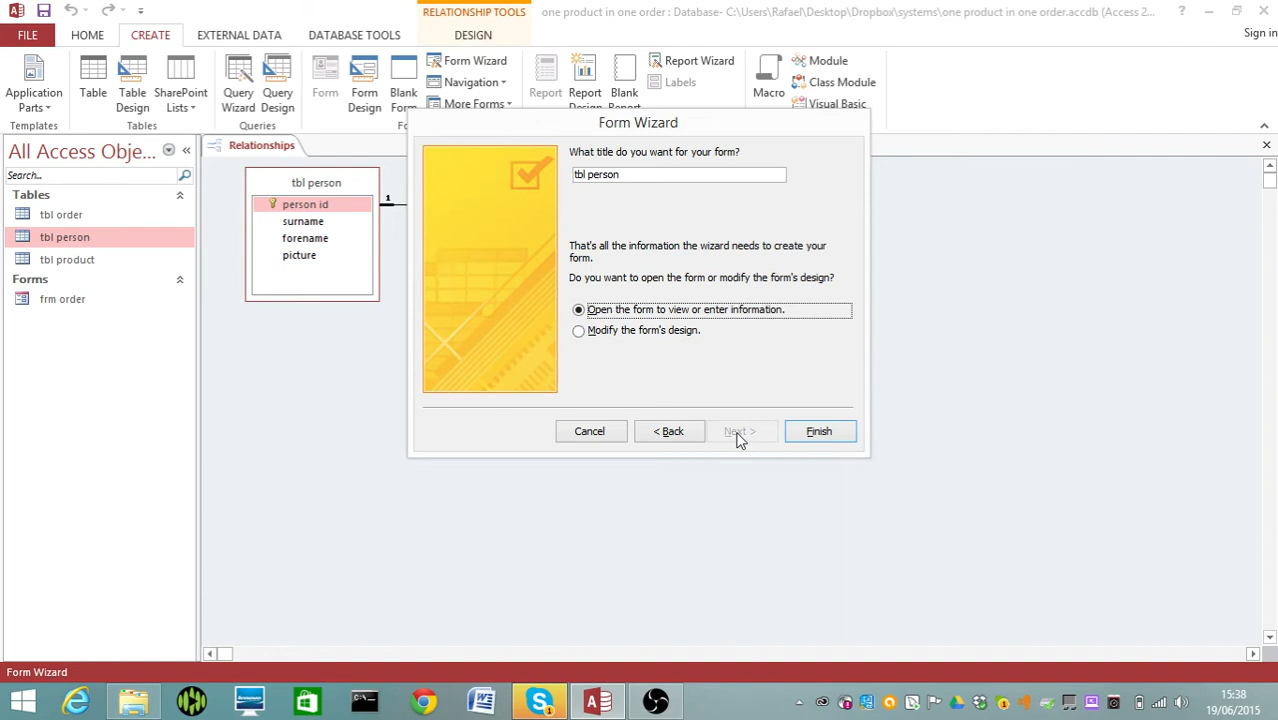 RELATIONSHIP TOOLS
one product in one order : Database- C:\Users\Rafael\Desktop\Dropbox\systems\one product in one order.accdb (Access 2...
FILE HOME CREATE EXTERNAL DATA DATABASE TOOLS DESIGN Sign in
Application Parts
Table
Table Design
SharePoint Lists
Query Wizard
Query Design
Form
Form Design
Blank Form
Form Wizard
Navigation
More Forms
Report
Report Design
Blank Report
Report Wizard
Labels
Macro
Module
Class Module
Visual Basic
Templates Tables Queries
All Access Obje...
Search...
Tables
tbl order
tbl person
tbl product
Forms
frm order
Relationships
tbl person
person id
surname
forename
picture
1
Form Wizard
What title do you want for your form?
tbl person
That's all the information the wizard needs to create your
form.
Do you want to open the form or modify the form's design?
Open the form to view or enter information.
Modify the form's design.
Cancel < Back Next > Finish
Form Wizard
15:38
19/06/2015